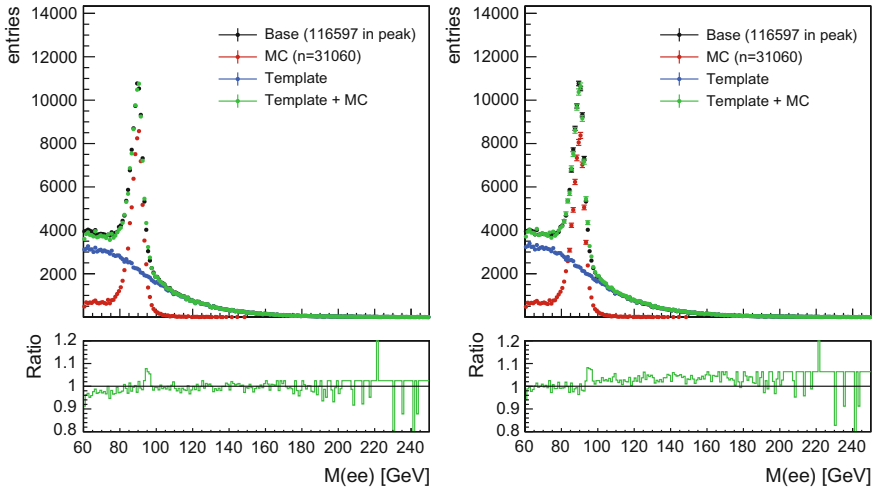 entries
14000
12000
10000
8000
6000
4000
2000
Base (116597 in peak)
MC (n=31060)
Template
Template + MC
Ratio
1.2
1.1
1
0.9
0.8
60 80 100 120 140 160 180 200 220 240
M(ee) [GeV]
entries
14000
12000
10000
8000
6000
4000
2000
Base (116597 in peak)
MC (n=31060)
Template
Template + MC
Ratio
1.2
1.1
1
0.9
0.8
60 80 100 120 140 160 180 200 220 240
M(ee) [GeV]